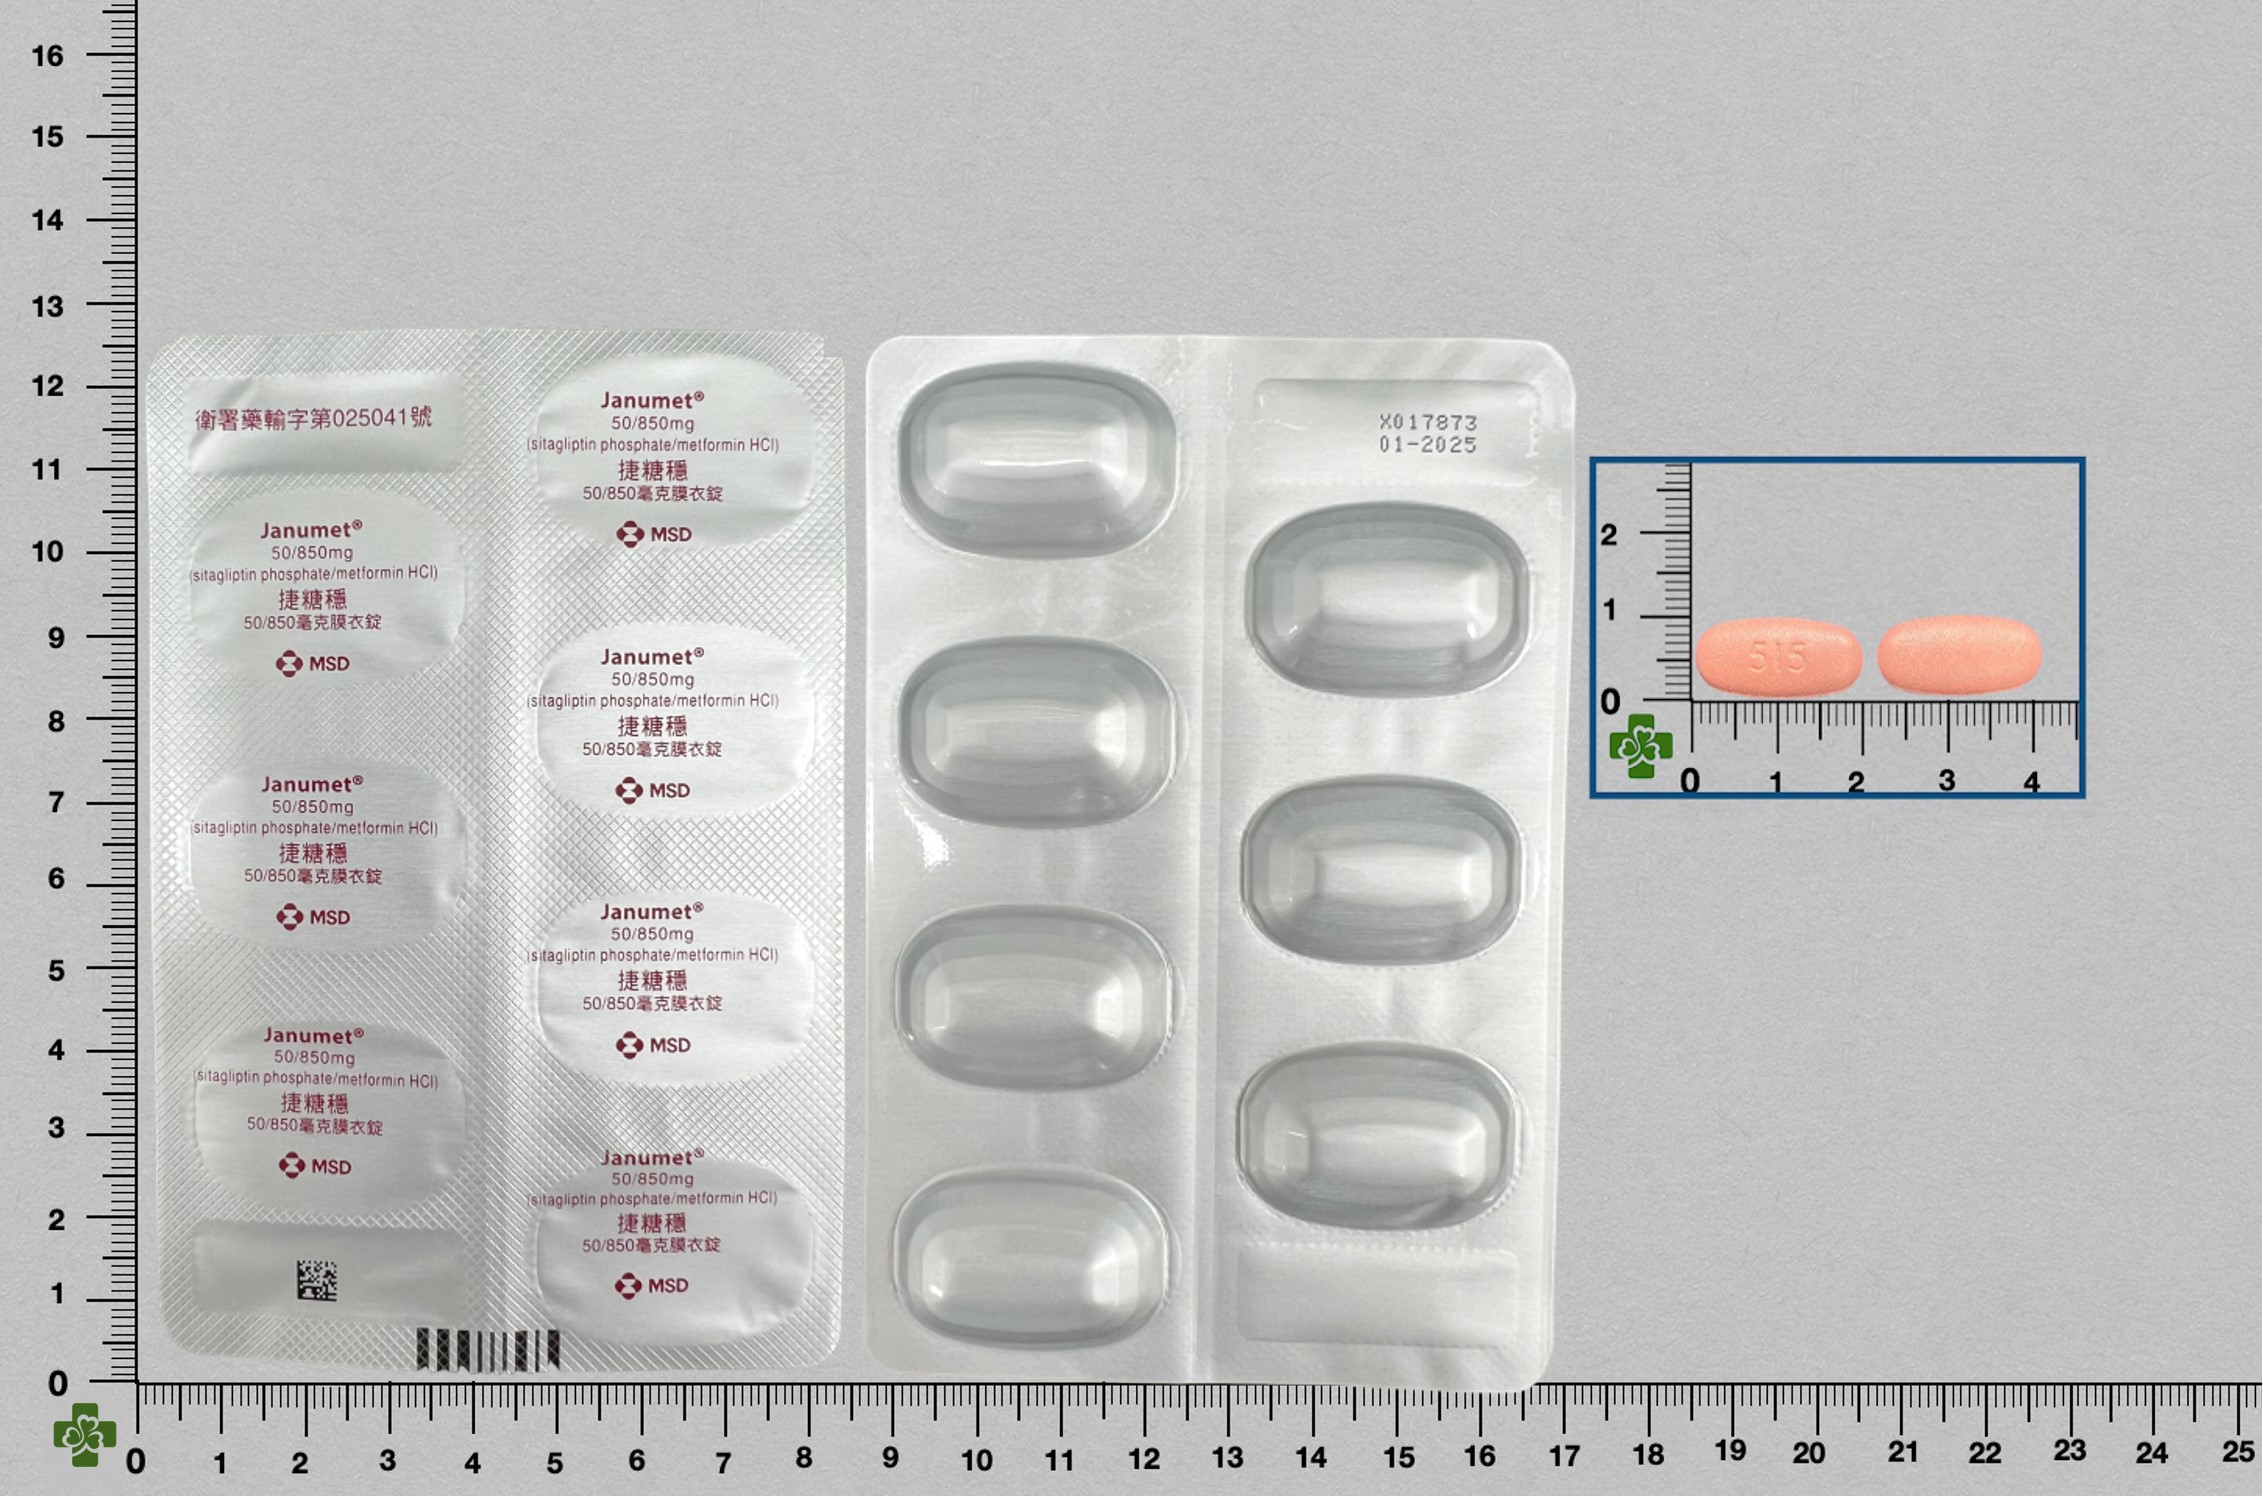 16
15
14
13
12
11
10
9
8
7
6
5
4
3
2
1
0
衛署藥輸字第025041號
Janumet®
50/850mg
(sitagliptin phosphate/metformin HCl)
捷糖穩
50/850毫克膜衣錠
MSD
Janumet®
50/850mg
(sitagliptin phosphate/metformin HCl)
捷糖穩
50/850毫克膜衣錠
MSD
Janumet®
50/850mg
(sitagliptin phosphate/metformin HCl)
捷糖穩
50/850毫克膜衣錠
MSD
Janumet®
50/850mg
(sitagliptin phosphate/metformin HCl)
捷糖穩
50/850毫克膜衣錠
MSD
Janumet®
50/850mg
(sitagliptin phosphate/metformin HCl)
捷糖穩
50/850毫克膜衣錠
MSD
Janumet®
50/850mg
(sitagliptin phosphate/metformin HCl)
捷糖穩
50/850毫克膜衣錠
MSD
Janumet®
50/850mg
(sitagliptin phosphate/metformin HCl)
捷糖穩
50/850毫克膜衣錠
MSD
X017873
01-2025
2
1
0
515
0 1 2 3 4
0 1 2 3 4 5 6 7 8 9 10 11 12 13 14 15 16 17 18 19 20 21 22 23 24 25